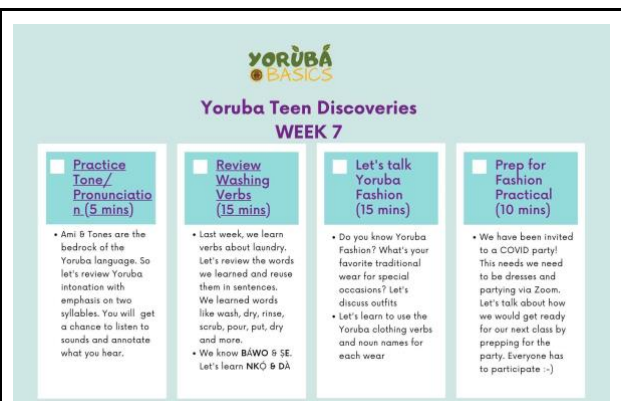 YORÙBÁ
BASICS
Yoruba Teen Discoveries
WEEK 7
Practice
Tone/
Pronunciatio
n (5 mins)
• Ami & Tones are the
bedrock of the
Yoruba language. So
let's review Yoruba
intonation with
emphasis on two
syllables. You will get
a chance to listen to
sounds and annotate
what you hear.
Review
Washing
Verbs
(15 mins)
• Last week, we learn
verbs about laundry.
Let's review the words
we learned and reuse
them in sentences.
We learned words
like wash, dry, rinse,
scrub, pour, put, dry
and more.
• We know BÁWO & ṢE.
Let's learn NKỌ́ & DÀ
Let's talk
Yoruba
Fashion
(15 mins)
• Do you know Yoruba
Fashion? What's your
favorite traditional
wear for special
occasions? Let's
discuss outfits
• Let's learn to use the
Yoruba clothing verbs
and noun names for
each wear
Prep for
Fashion
Practical
(10 mins)
• We have been invited
to a COVID party!
This needs we need
to be dresses and
partying via Zoom.
Let's talk about how
we would get ready
for our next class by
prepping for the
party. Everyone has
to participate :-)